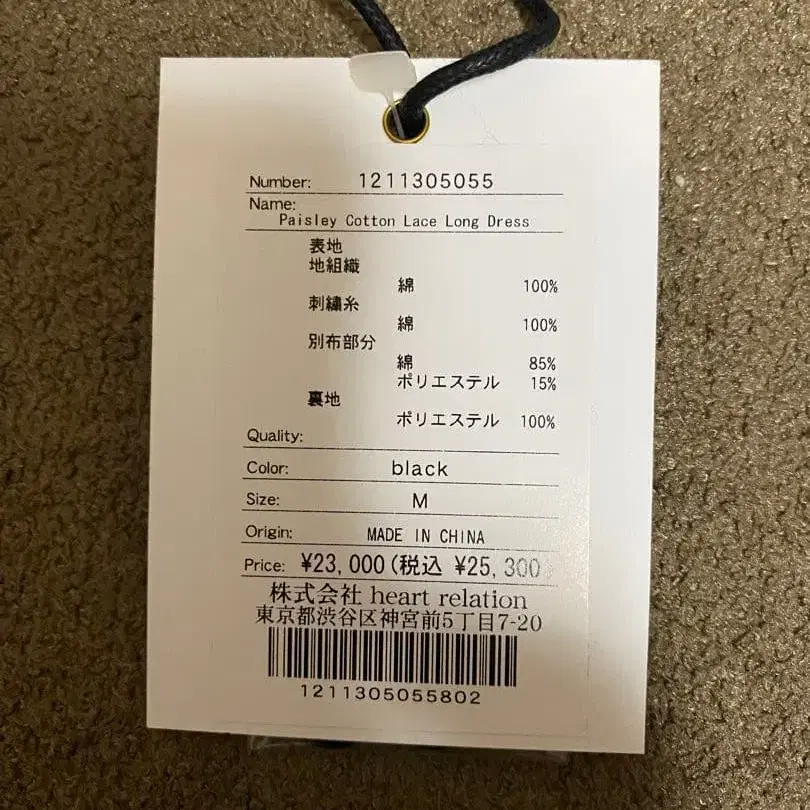 Number: 1211305055
Name:
Paisley Cotton Lace Long Dress
表地
地組織
綿 100%
刺繍糸
綿 100%
別布部分
綿 85%
ポリエステル 15%
裏地
ポリエステル 100%
Quality:
Color: black
Size: M
Origin: MADE IN CHINA
Price: ¥23,000(税込 ¥25,300)
株式会社 heart relation
東京都渋谷区神宮前5丁目7-20
1211305055802